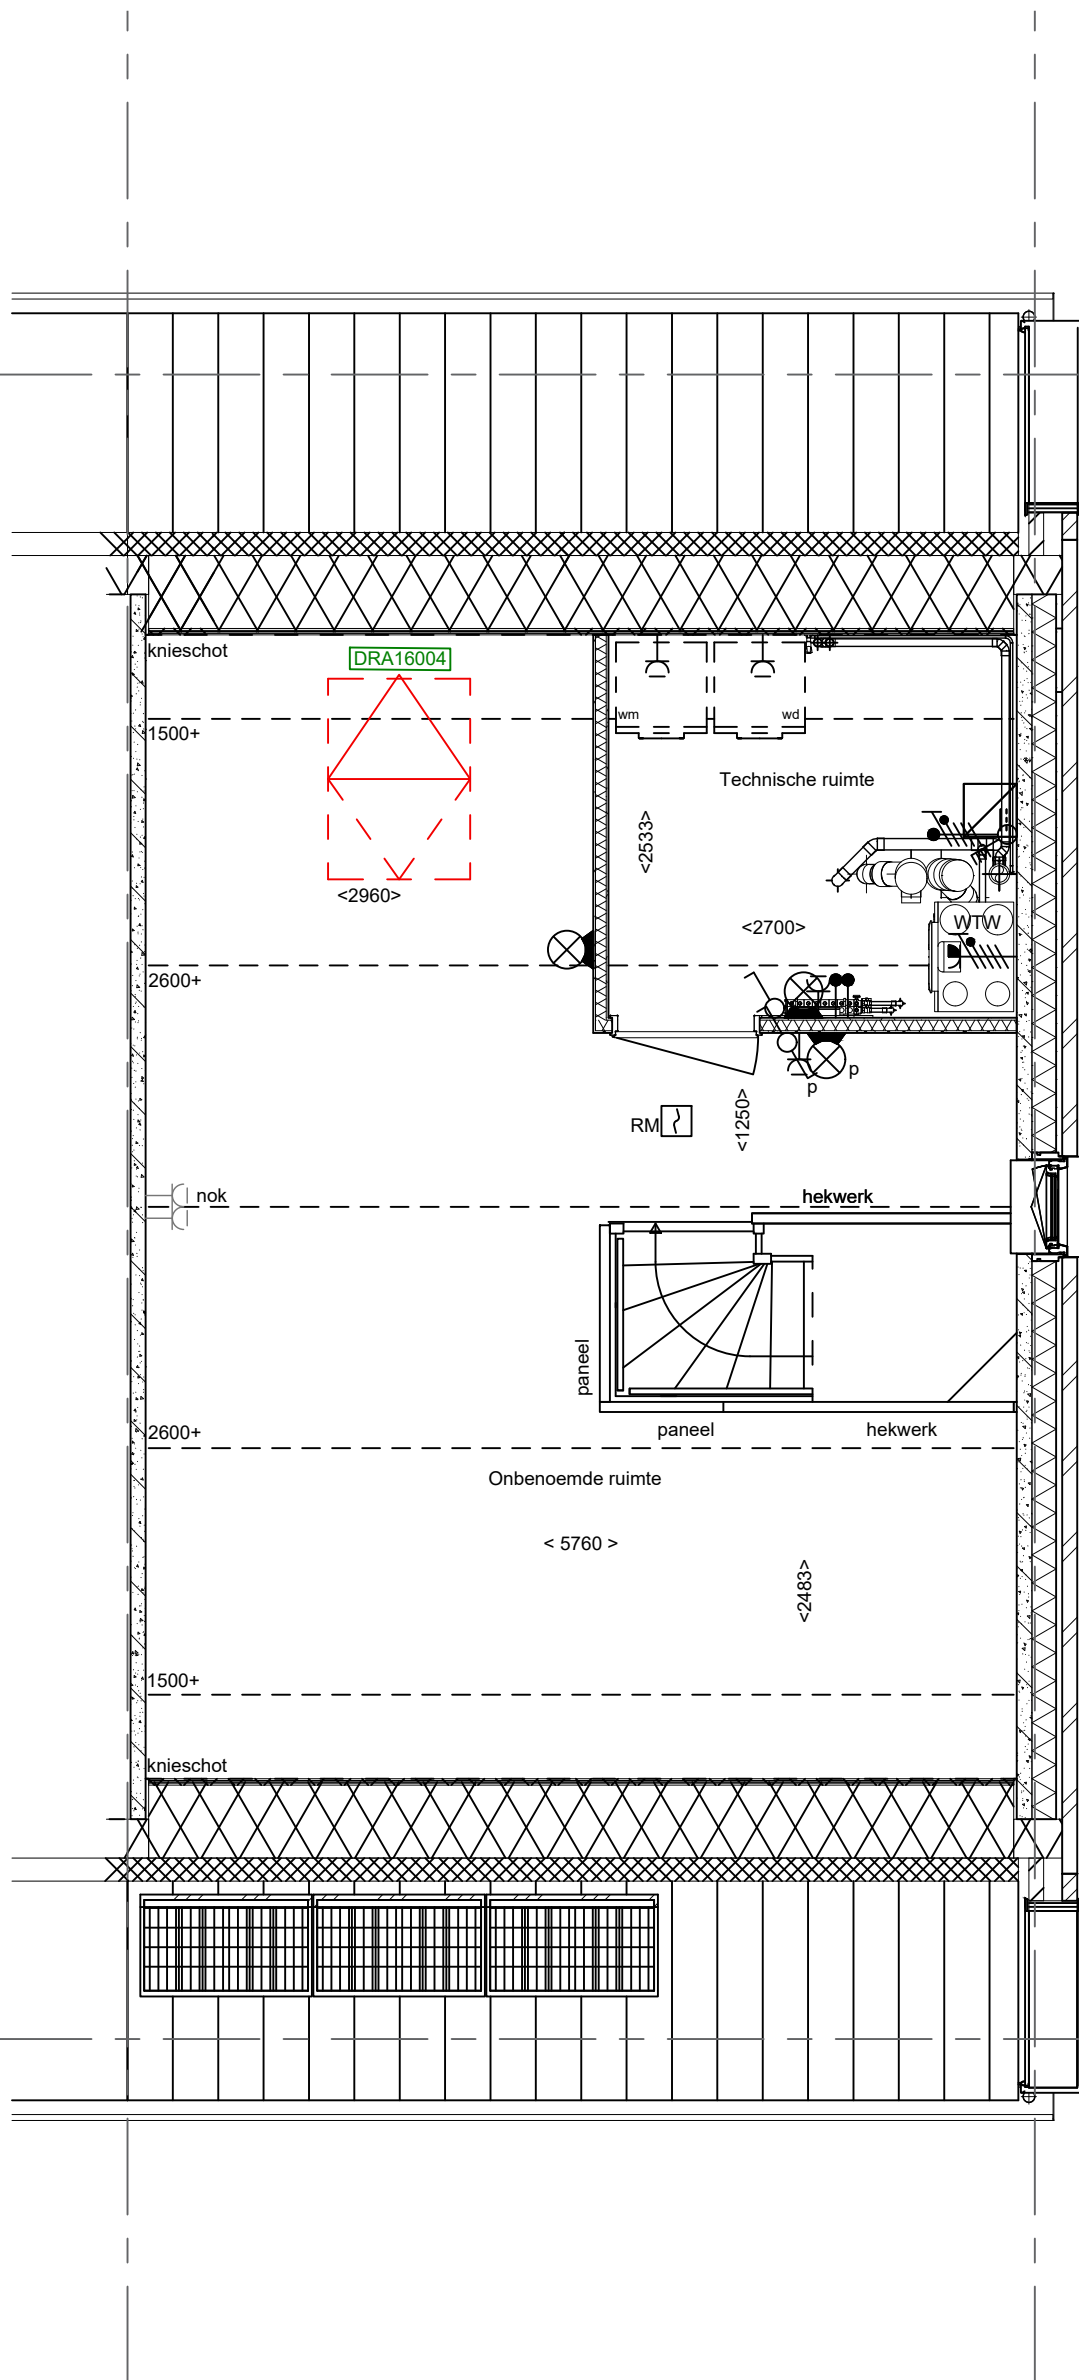 knieschot
DRA16004
1500+
wm
wd
Technische ruimte
<2533>
<2960>
<2700>
WTW
2600+
p
p
RM
<1250>
nok
hekwerk
paneel
paneel
hekwerk
2600+
Onbenoemde ruimte
< 5760 >
<2483>
1500+
knieschot